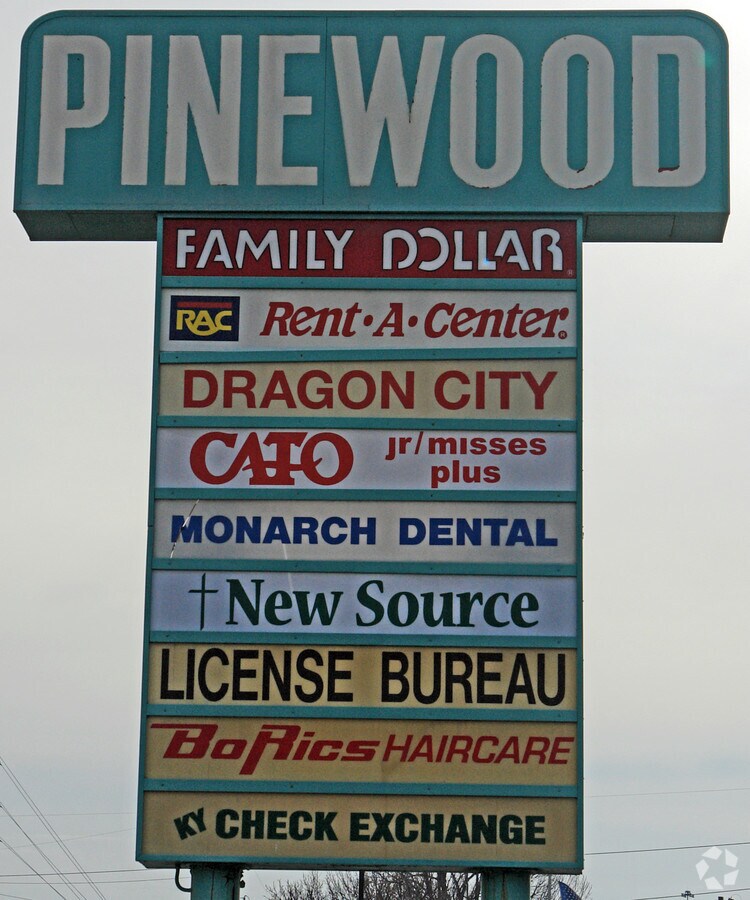 PINEWOOD
FAMILY DOLLAR
RAC Rent·A·Center
CATO jr/misses
plus
DRAGON CITY
MONARCH DENTAL
New Source
LICENSE BUREAU
BoRics HAIRCARE
KY CHECK EXCHANGE